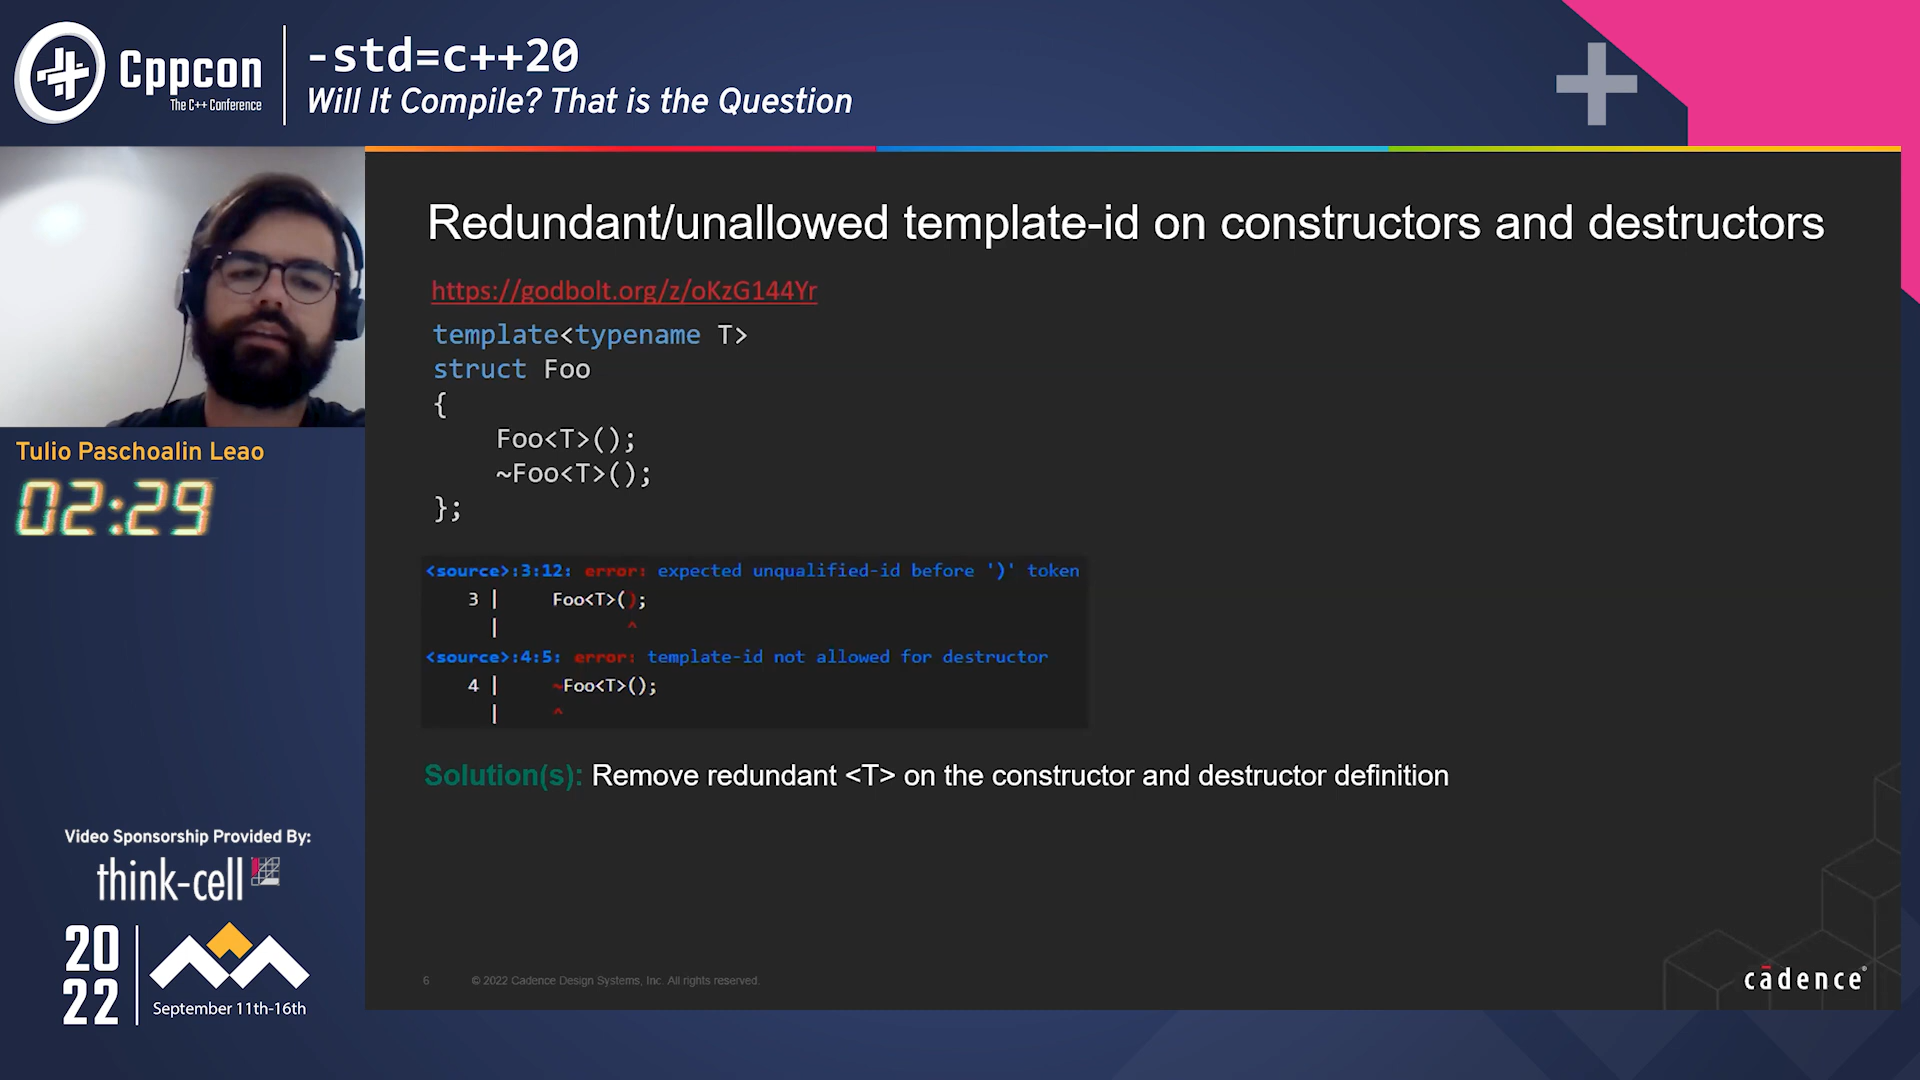 Cppcon
The C++ Conference
-std=c++20
Will It Compile? That is the Question
Tulio Paschoalin Leao
02:29
Video Sponsorship Provided By:
think-cell
20
22
September 11th-16th
Redundant/unallowed template-id on constructors and destructors
https://godbolt.org/z/oKzG144Yr
template<typename T>
struct Foo
{
Foo<T>();
~Foo<T>();
};
<source>:3:12: error: expected unqualified-id before ')' token
3 | Foo<T>();
| ^
<source>:4:5: error: template-id not allowed for destructor
4 | ~Foo<T>();
| ^
Solution(s): Remove redundant <T> on the constructor and destructor definition
6 © 2022 Cadence Design Systems, Inc. All rights reserved.
cādence®